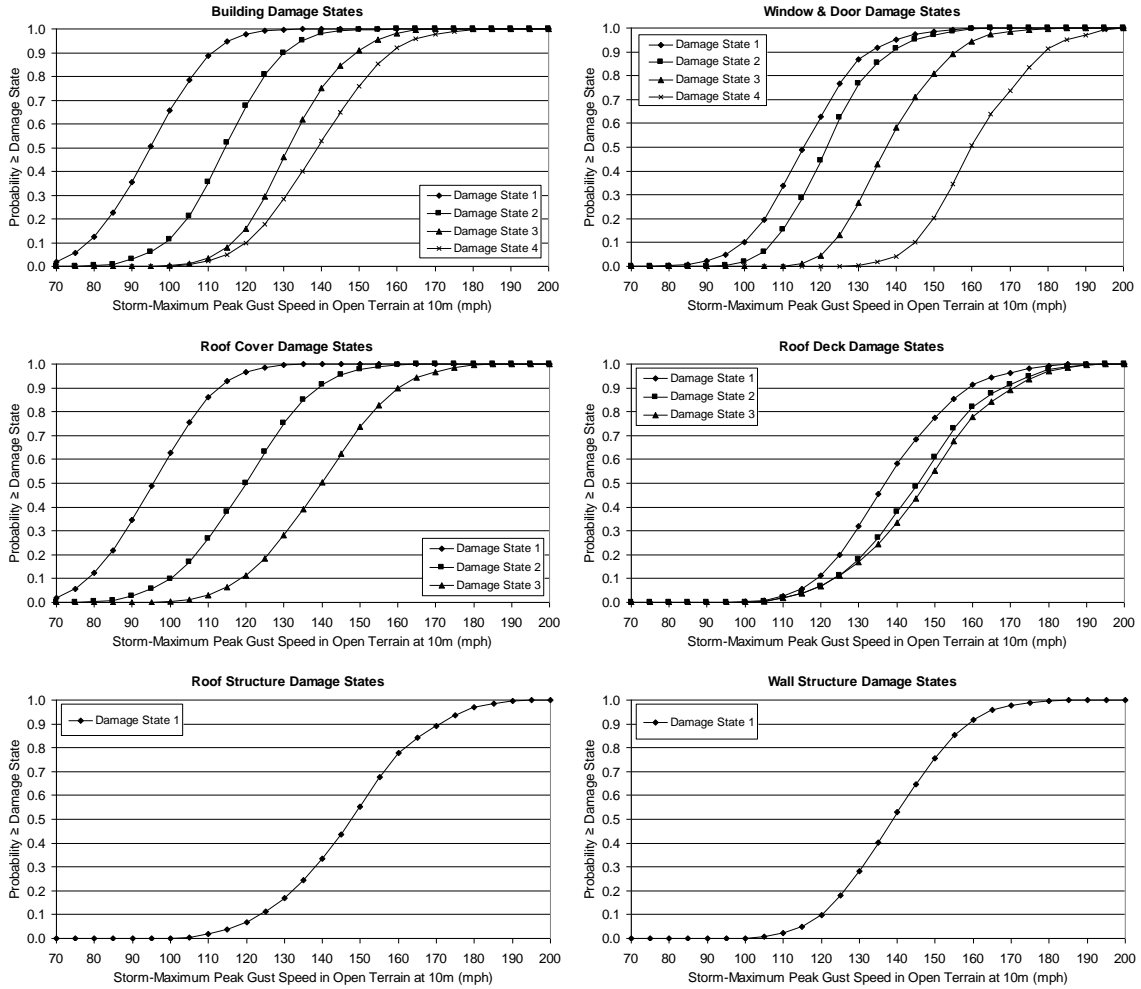 Building Damage States
1.0
0.9
0.8
0.7
0.6
0.5
0.4
0.3
0.2
0.1
0.0
Probability ≥ Damage State
Damage State 1
Damage State 2
Damage State 3
Damage State 4
70 80 90 100 110 120 130 140 150 160 170 180 190 200
Storm-Maximum Peak Gust Speed in Open Terrain at 10m (mph)
Window & Door Damage States
1.0
0.9
0.8
0.7
0.6
0.5
0.4
0.3
0.2
0.1
0.0
Probability ≥ Damage State
Damage State 1
Damage State 2
Damage State 3
Damage State 4
70 80 90 100 110 120 130 140 150 160 170 180 190 200
Storm-Maximum Peak Gust Speed in Open Terrain at 10m (mph)
Roof Cover Damage States
1.0
0.9
0.8
0.7
0.6
0.5
0.4
0.3
0.2
0.1
0.0
Probability ≥ Damage State
Damage State 1
Damage State 2
Damage State 3
70 80 90 100 110 120 130 140 150 160 170 180 190 200
Storm-Maximum Peak Gust Speed in Open Terrain at 10m (mph)
Roof Deck Damage States
1.0
0.9
0.8
0.7
0.6
0.5
0.4
0.3
0.2
0.1
0.0
Probability ≥ Damage State
Damage State 1
Damage State 2
Damage State 3
70 80 90 100 110 120 130 140 150 160 170 180 190 200
Storm-Maximum Peak Gust Speed in Open Terrain at 10m (mph)
Roof Structure Damage States
1.0
0.9
0.8
0.7
0.6
0.5
0.4
0.3
0.2
0.1
0.0
Probability ≥ Damage State
Damage State 1
70 80 90 100 110 120 130 140 150 160 170 180 190 200
Storm-Maximum Peak Gust Speed in Open Terrain at 10m (mph)
Wall Structure Damage States
1.0
0.9
0.8
0.7
0.6
0.5
0.4
0.3
0.2
0.1
0.0
Probability ≥ Damage State
Damage State 1
70 80 90 100 110 120 130 140 150 160 170 180 190 200
Storm-Maximum Peak Gust Speed in Open Terrain at 10m (mph)